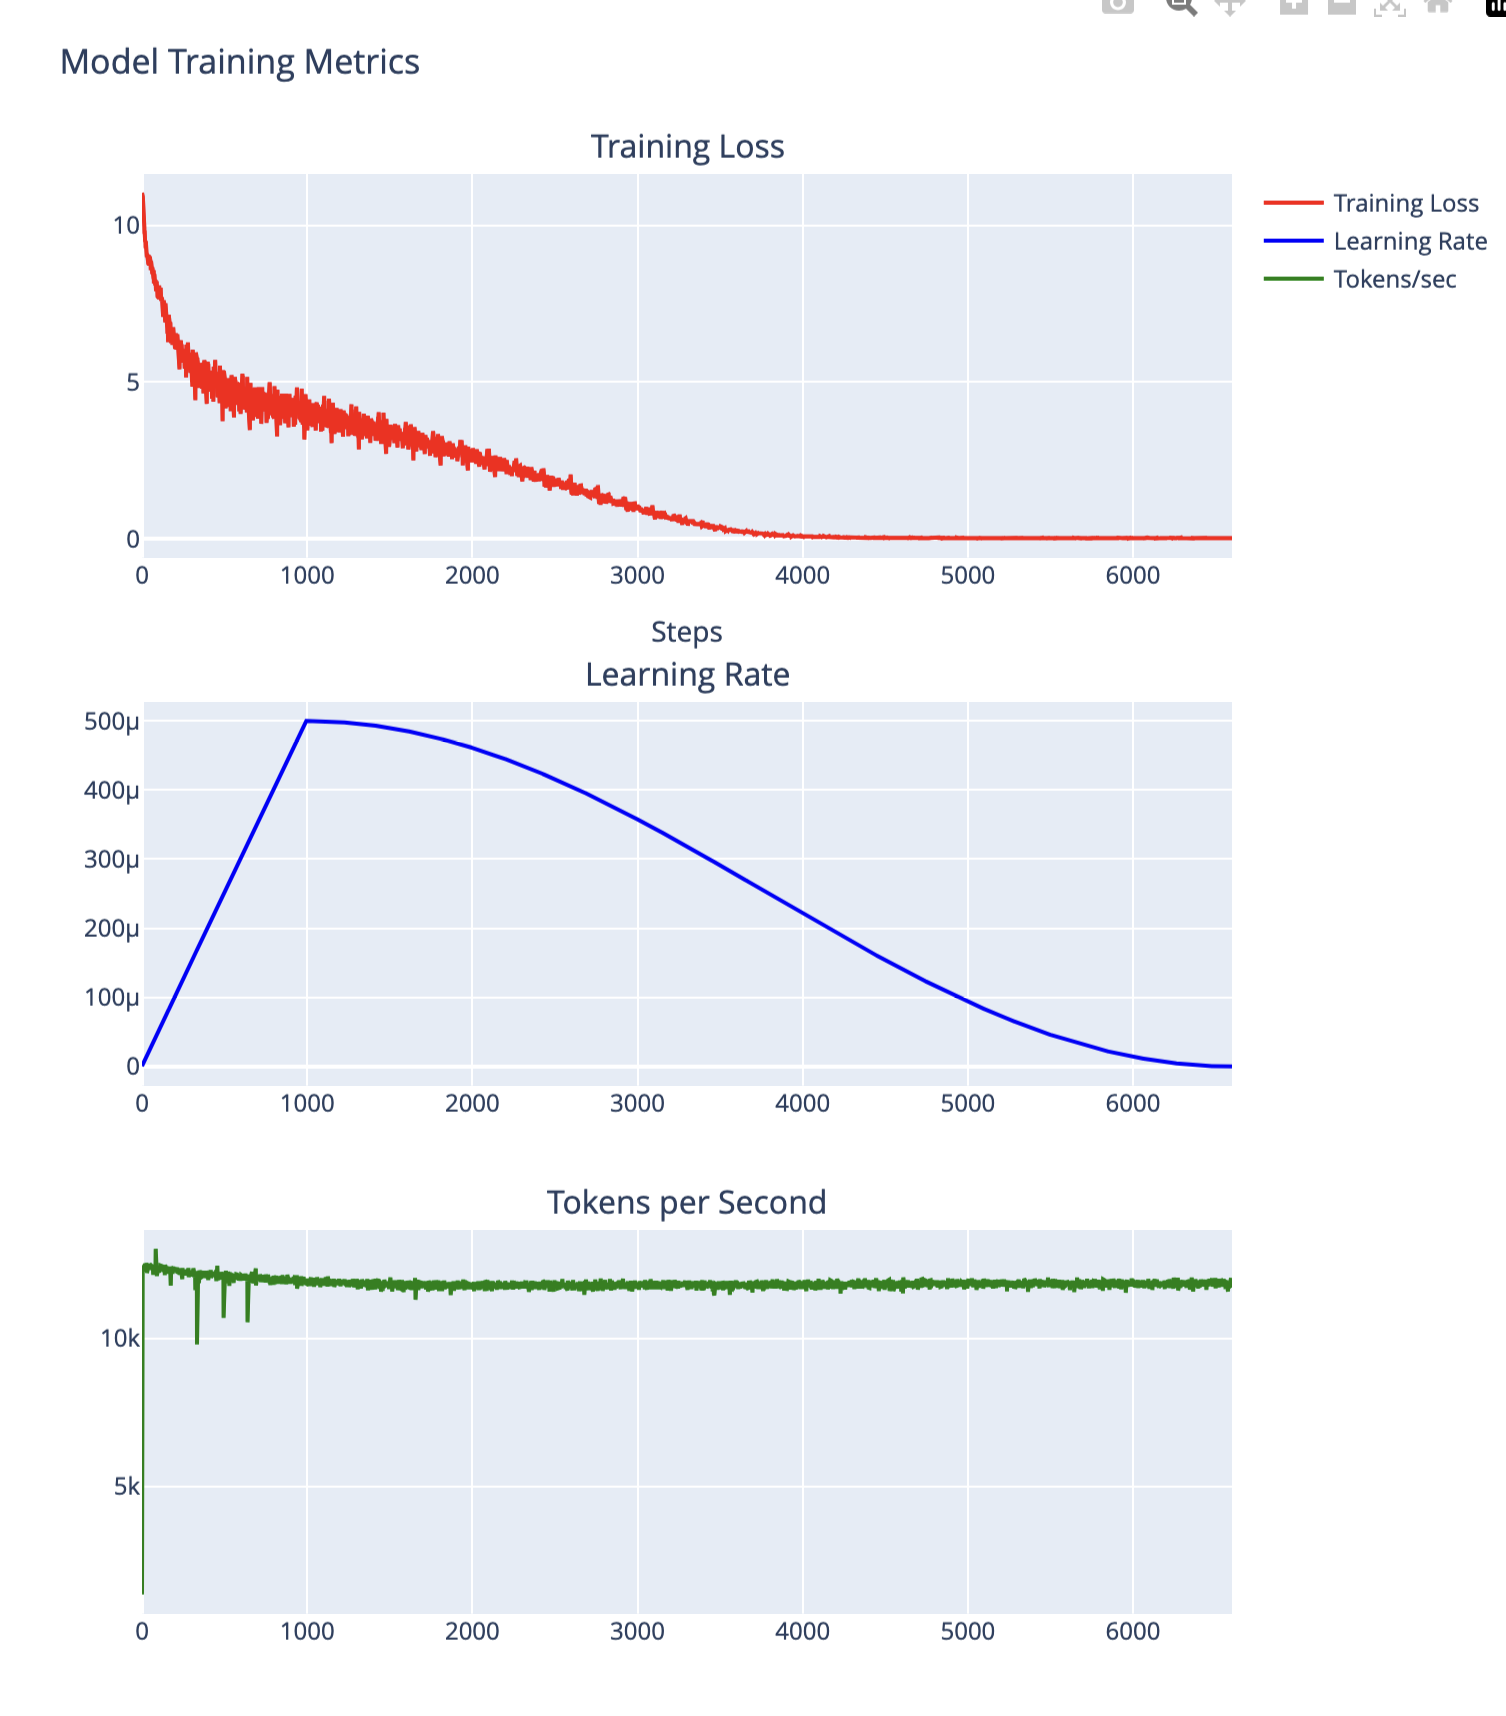 Model Training Metrics
Training Loss
Training Loss
Learning Rate
Tokens/sec
10
5
0
0 1000 2000 3000 4000 5000 6000
Steps
Learning Rate
500μ
400μ
300μ
200μ
100μ
0
0 1000 2000 3000 4000 5000 6000
Tokens per Second
10k
5k
0 1000 2000 3000 4000 5000 6000